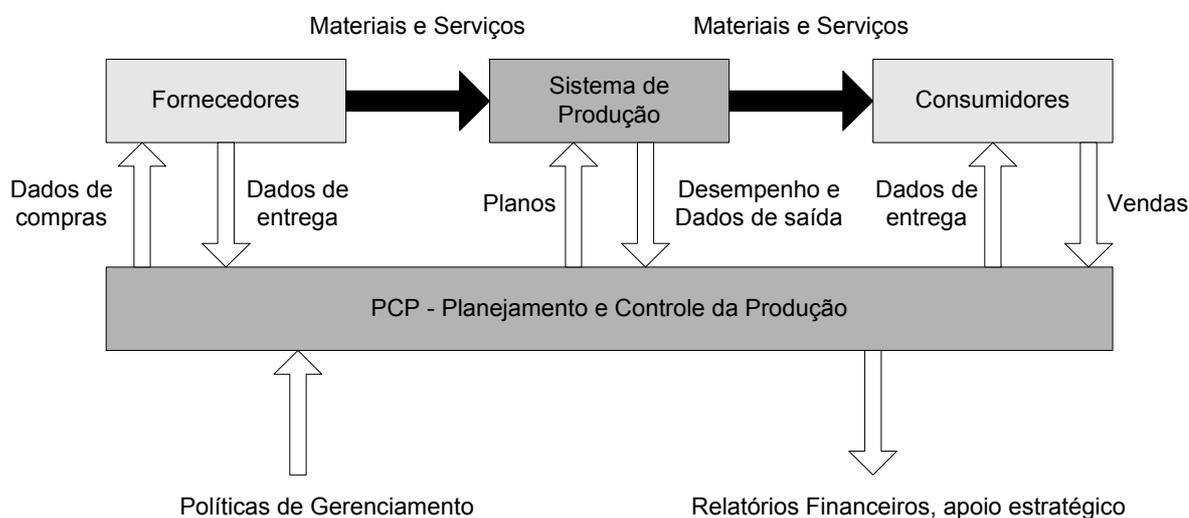 Materiais e Serviços
Materiais e Serviços
Fornecedores
Sistema de
Produção
Consumidores
Dados de
compras
Dados de
entrega
Planos
Desempenho e
Dados de saída
Dados de
entrega
Vendas
PCP - Planejamento e Controle da Produção
Políticas de Gerenciamento
Relatórios Financeiros, apoio estratégico